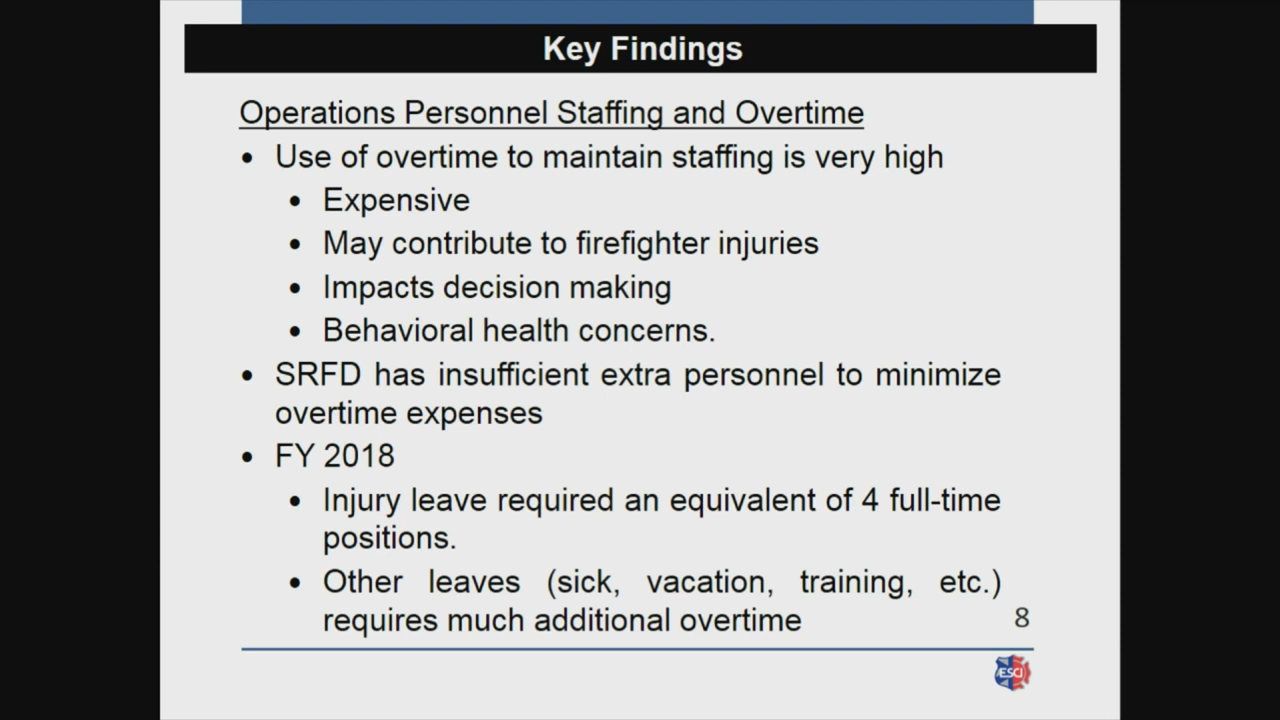 Key Findings
Operations Personnel Staffing and Overtime
• Use of overtime to maintain staffing is very high
• Expensive
• May contribute to firefighter injuries
• Impacts decision making
• Behavioral health concerns.
• SRFD has insufficient extra personnel to minimize
overtime expenses
• FY 2018
• Injury leave required an equivalent of 4 full-time
positions.
• Other leaves (sick, vacation, training, etc.)
requires much additional overtime
8
ESCI